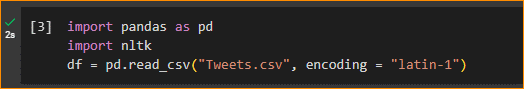 [3] import pandas as pd
2s import nltk
df = pd.read_csv("Tweets.csv", encoding = "latin-1")